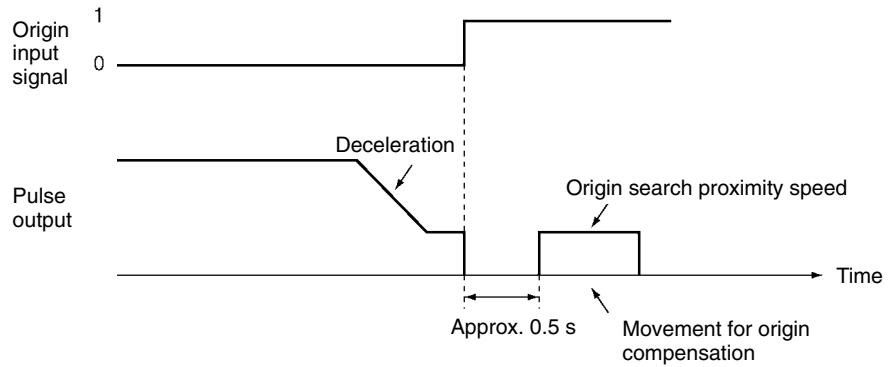 Origin
input
signal
1
0
Deceleration
Pulse
output
Origin search proximity speed
Time
Approx. 0.5 s
Movement for origin
compensation